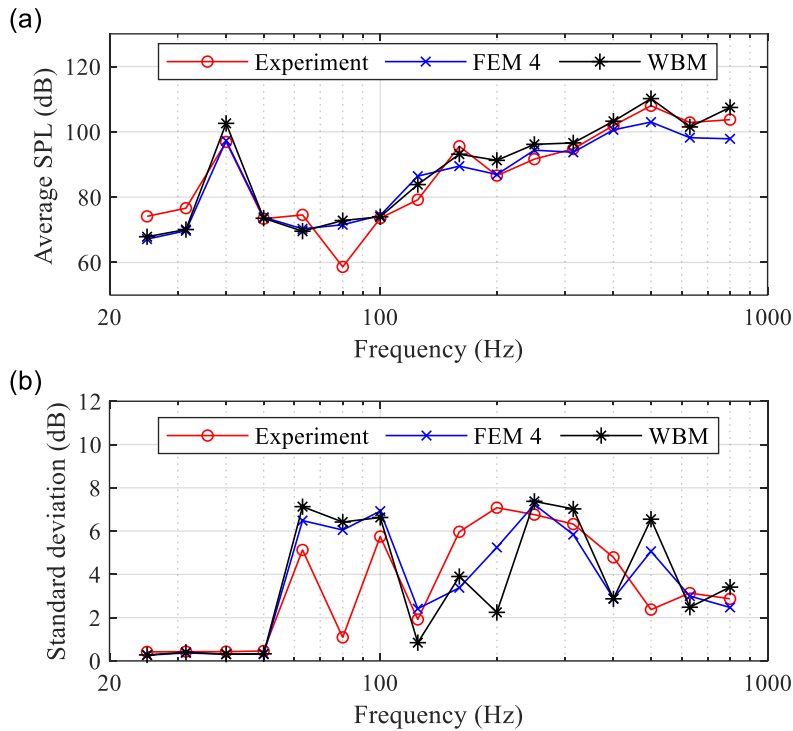 (a)
Experiment FEM 4 WBM
Average SPL (dB)
120
100
80
60
20 100 1000
Frequency (Hz)
(b)
Experiment FEM 4 WBM
Standard deviation (dB)
12
10
8
6
4
2
0
20 100 1000
Frequency (Hz)